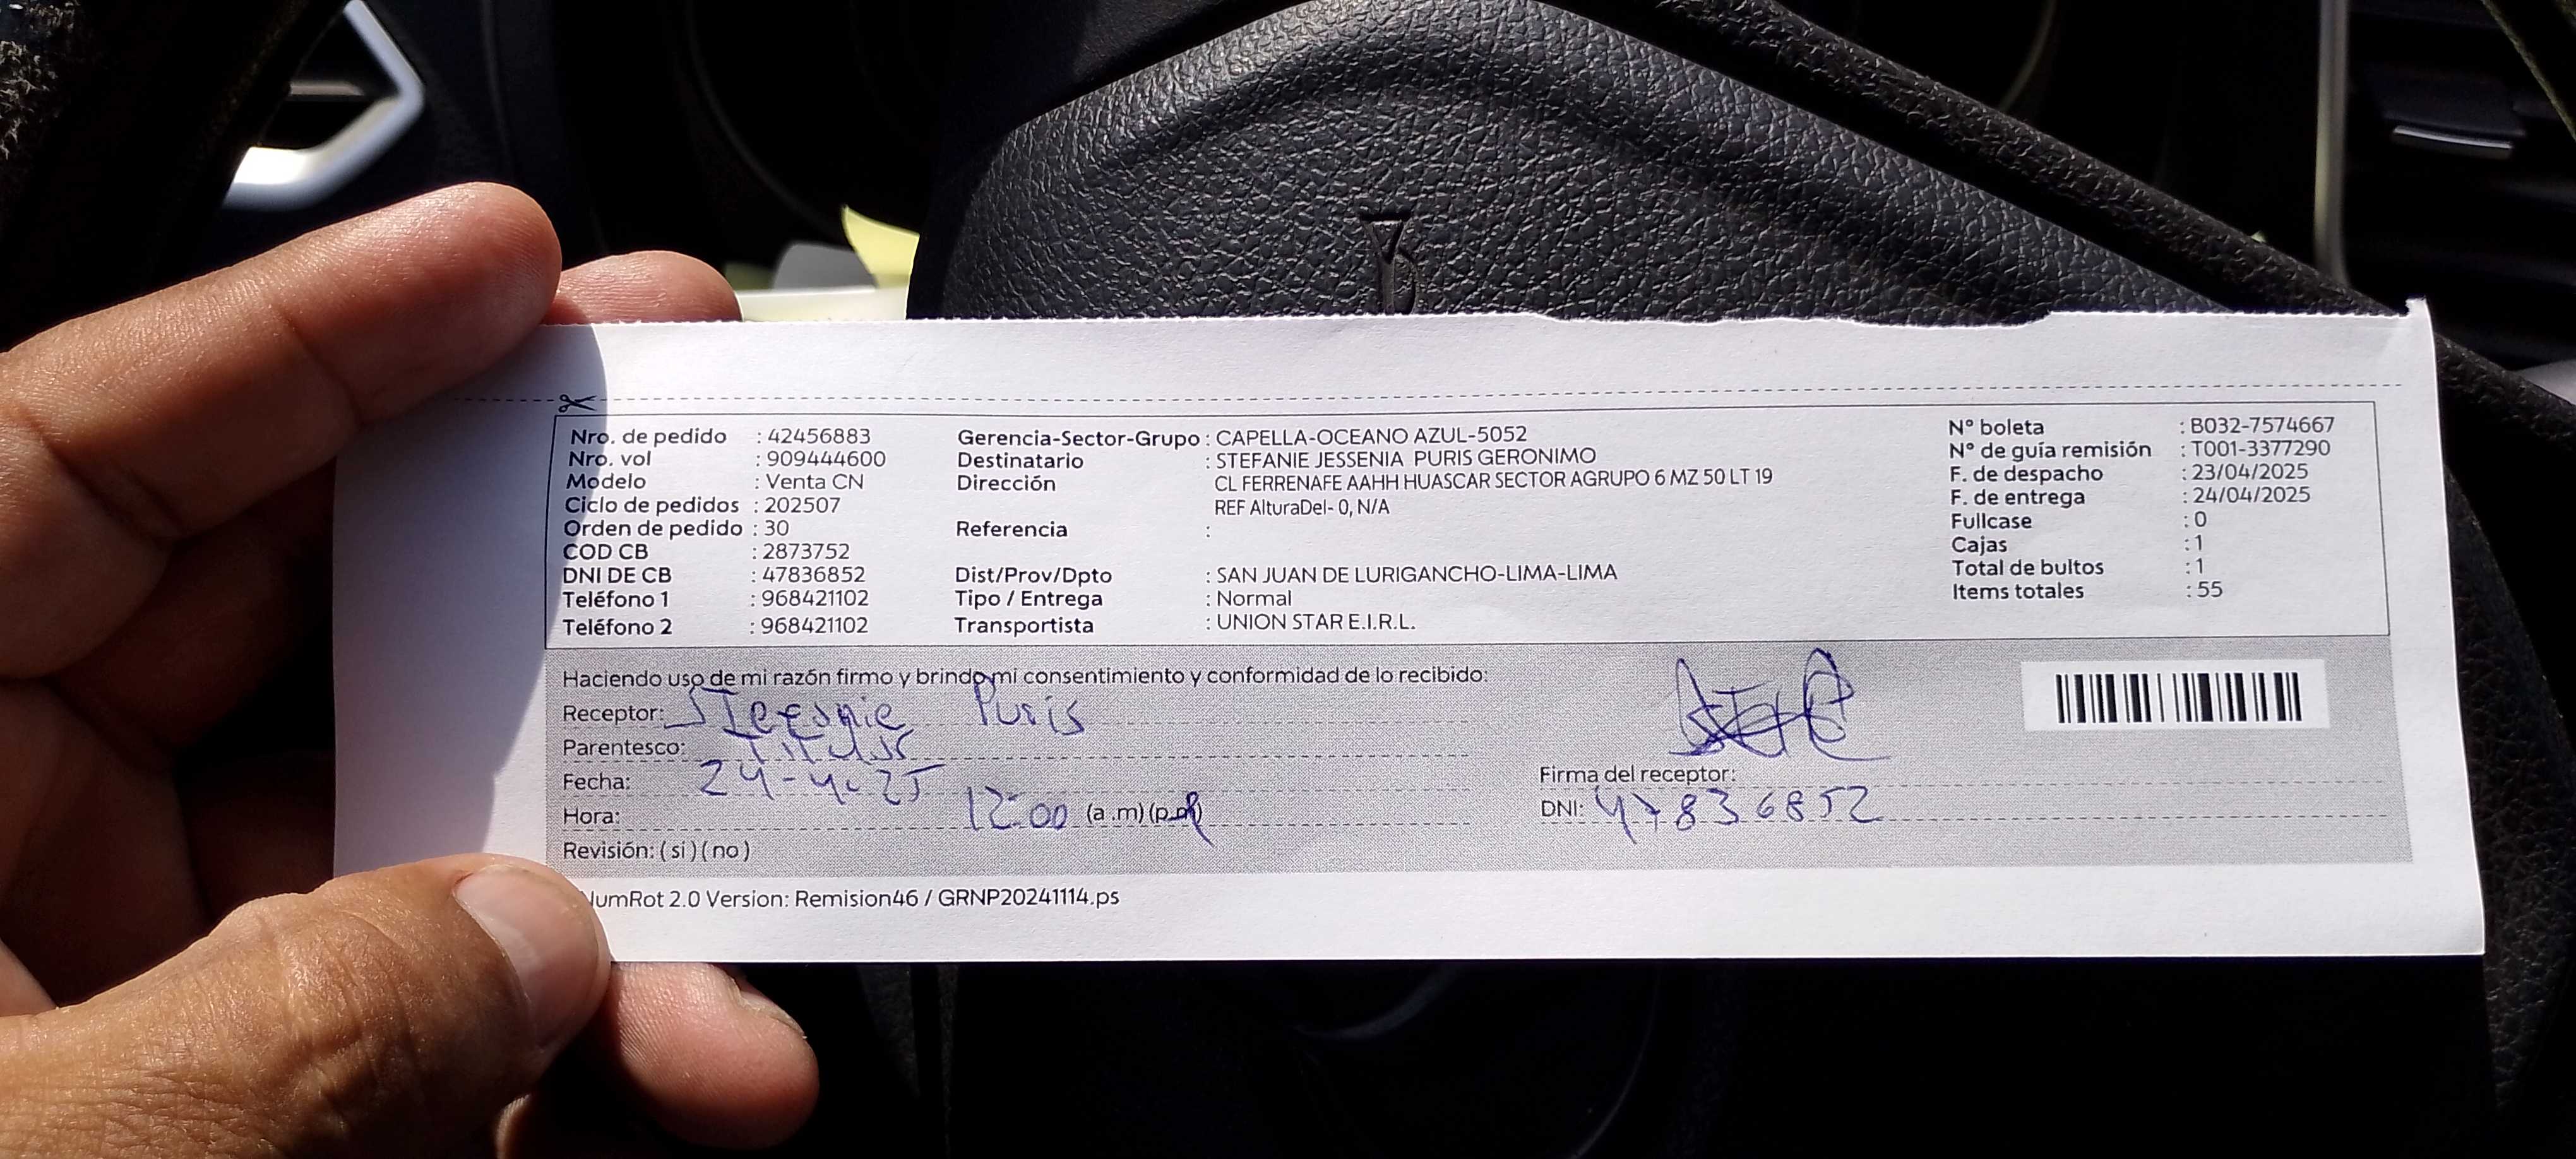 Nro. de pedido : 42456883
Nro. vol : 909444600
Modelo : Venta CN
Ciclo de pedidos : 202507
Orden de pedido : 30
COD CB : 2873752
DNI DE CB : 47836852
Teléfono 1 : 968421102
Teléfono 2 : 968421102
Gerencia-Sector-Grupo : CAPELLA-OCEANO AZUL-5052
Destinatario : STEFANIE JESSENIA PURIS GERONIMO
Dirección : CL FERRENAFE AAHH HUASCAR SECTOR AGRUPO 6 MZ 50 LT 19
REF AlturaDel- 0, N/A
Referencia :
Dist/Prov/Dpto : SAN JUAN DE LURIGANCHO-LIMA-LIMA
Tipo / Entrega : Normal
Transportista : UNION STAR E.I.R.L.
N° boleta : B032-7574667
N° de guía remisión : T001-3377290
F. de despacho : 23/04/2025
F. de entrega : 24/04/2025
Fullcase : 0
Cajas : 1
Total de bultos : 1
Items totales : 55
Haciendo uso de mi razón firmo y brindo mi consentimiento y conformidad de lo recibido:
Receptor: Stefanie Puris
Parentesco: Titular
Fecha: 24-4-25
Hora: 12:00 (a.m) (p.m)
Revisión: ( si ) ( no )
Firma del receptor:
DNI: 47836852
NumRot 2.0 Version: Remision46 / GRNP20241114.ps